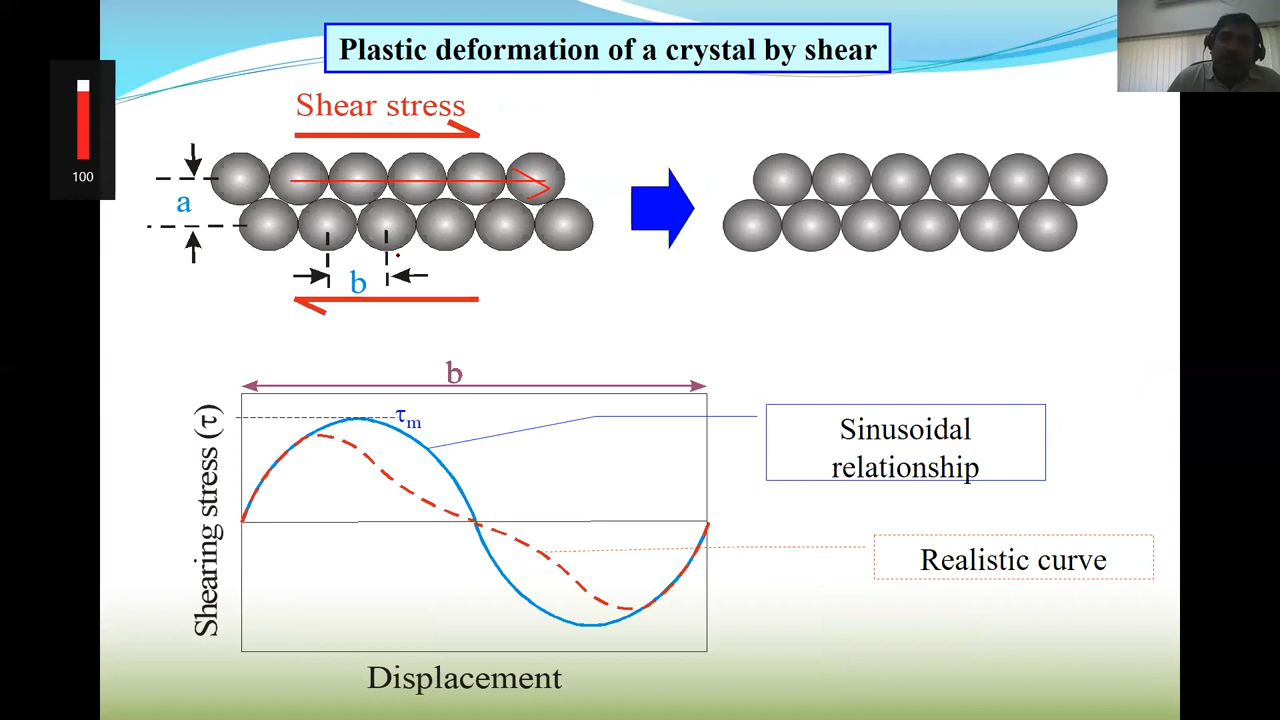 Plastic deformation of a crystal by shear
100
Shear stress
a
b
b
τm
Shearing stress (τ)
Sinusoidal
relationship
Realistic curve
Displacement